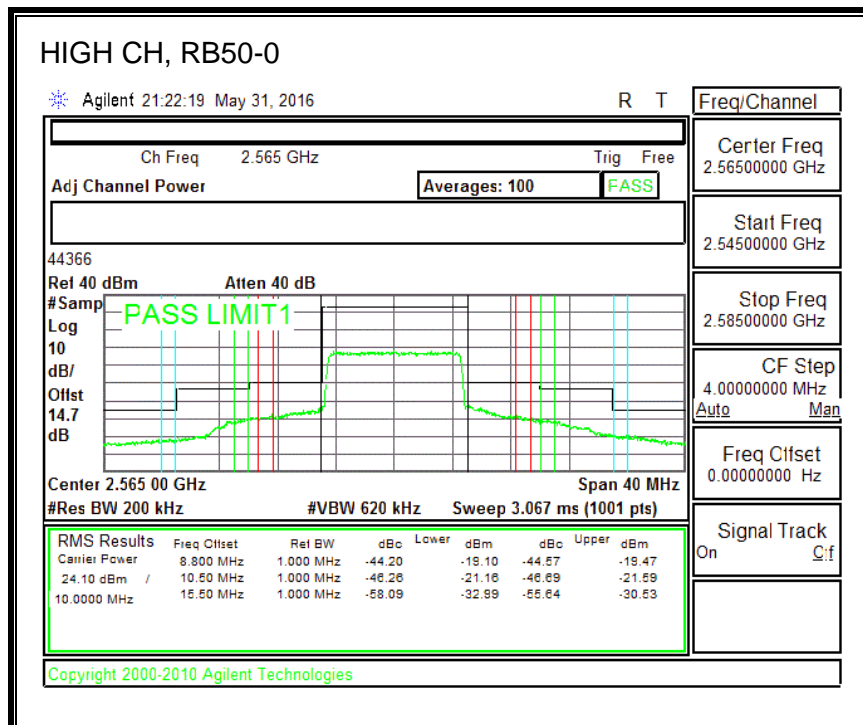 HIGH CH, RB50-0
Agilent 21:22:19 May 31, 2016 R T
Freq/Channel
Ch Freq 2.565 GHz Trig Free
Adj Channel Power Averages: 100 PASS
Center Freq
2.56500000 GHz
Start Freq
2.54500000 GHz
Stop Freq
2.58500000 GHz
CF Step
4.00000000 MHz
Auto Man
Freq Offset
0.00000000 Hz
Signal Track
On Off
44366
Ref 40 dBm Atten 40 dB
#Samp
Log
10
dB/
Offst
14.7
dB
PASS LIMIT1
Center 2.565 00 GHz Span 40 MHz
#Res BW 200 kHz #VBW 620 kHz Sweep 3.067 ms (1001 pts)
RMS Results Freq Offset Ref BW dBc Lower dBm dBc Upper dBm
Carrier Power 8.800 MHz 1.000 MHz -44.20 -19.10 -44.57 -19.47
24.10 dBm / 10.50 MHz 1.000 MHz -46.26 -21.16 -46.69 -21.59
10.0000 MHz 15.50 MHz 1.000 MHz -58.09 -32.99 -55.64 -30.53
Copyright 2000-2010 Agilent Technologies